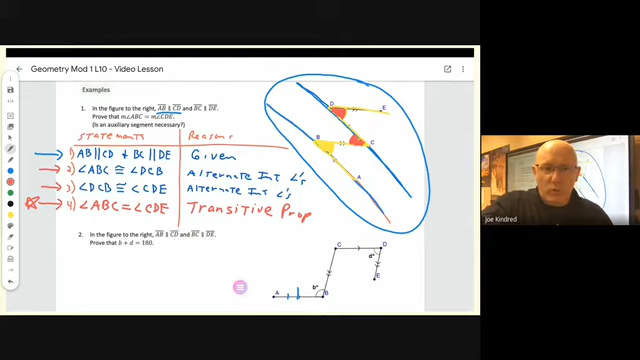 Geometry Mod 1 L10 - Video Lesson
Examples
1. In the figure to the right, AB ∥ CD and BC ∥ DE.
Prove that m∠ABC = m∠CDE.
(Is an auxiliary segment necessary?)
Statements Reasons
1) AB∥CD + BC∥DE Given
2) ∠ABC ≅ ∠DCB Alternate Int ∠'s
3) ∠DCB ≅ ∠CDE Alternate Int ∠'s
4) ∠ABC = ∠CDE Transitive Prop
D
E
B
C
A
2. In the figure to the right, AB ∥ CD and BC ∥ DE.
Prove that b + d = 180.
C
D
d°
E
b°
A
B
Joe Kindred